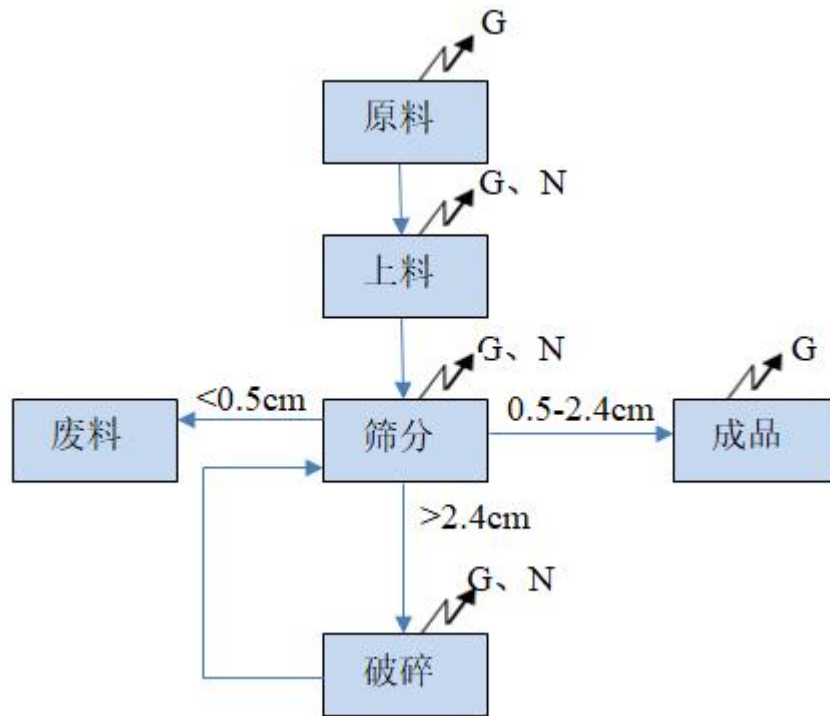 G
原料
G、N
上料
G、N
G
<0.5cm
0.5-2.4cm
废料
筛分
成品
>2.4cm
G、N
破碎